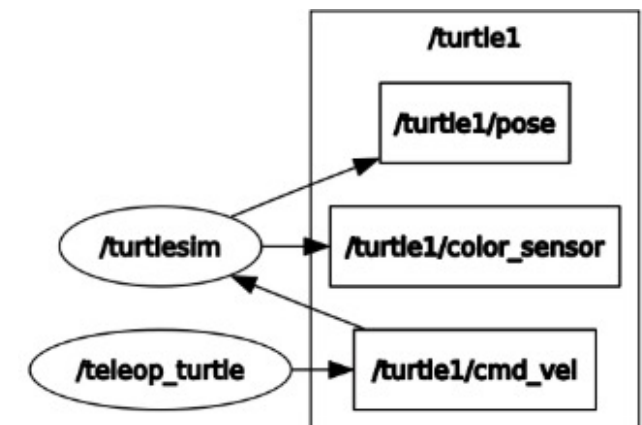 /turtle1
/turtle1/pose
/turtlesim
/turtle1/color_sensor
/teleop_turtle
/turtle1/cmd_vel